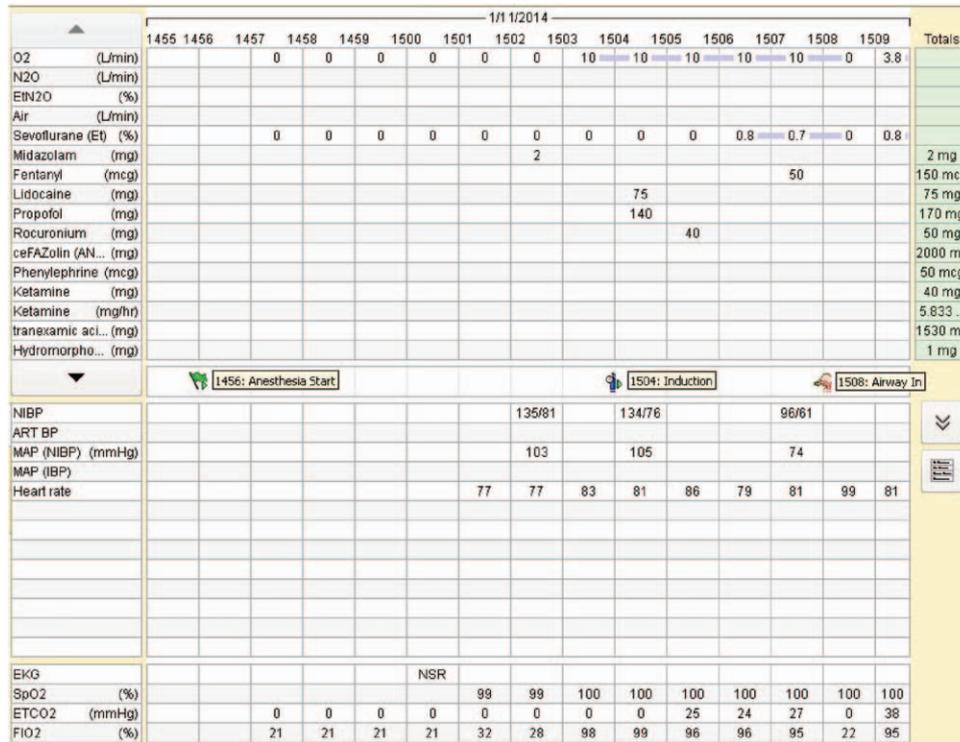 1/11/2014
1455 1456 1457 1458 1459 1500 1501 1502 1503 1504 1505 1506 1507 1508 1509 Totals
O2 (L/min) 0 0 0 0 0 0 10 10 10 10 10 0 3.8
N2O (L/min)
EtN2O (%)
Air (L/min)
Sevoflurane (Et) (%) 0 0 0 0 0 0 0 0 0 0.8 0.7 0 0.8
Midazolam (mg) 2 2 mg
Fentanyl (mcg) 50 150 mc
Lidocaine (mg) 75 75 mg
Propofol (mg) 140 170 mg
Rocuronium (mg) 40 50 mg
ceFAZolin (AN... (mg) 2000 m
Phenylephrine (mcg) 50 mcg
Ketamine (mg) 40 mg
Ketamine (mg/hr) 5.833 ..
tranexamic aci... (mg) 1530 m
Hydromorpho... (mg) 1 mg
1456: Anesthesia Start 1504: Induction 1508: Airway In
NIBP 135/81 134/76 96/61
ART BP
MAP (NIBP) (mmHg) 103 105 74
MAP (IBP)
Heart rate 77 77 83 81 86 79 81 99 81
EKG NSR
SpO2 (%) 99 99 100 100 100 100 100 100 100
ETCO2 (mmHg) 0 0 0 0 0 0 0 0 25 24 27 0 38
FIO2 (%) 21 21 21 21 32 28 98 99 96 96 95 22 95